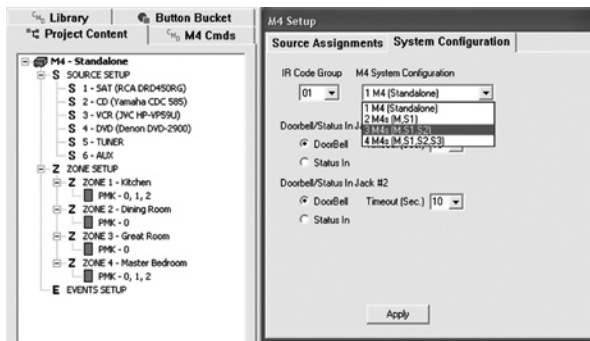 Library
Button Bucket
Project Content
M4 Cmds
M4 - Standalone
S SOURCE SETUP
S 1 - SAT (RCA DRD450RG)
S 2 - CD (Yamaha CDC 585)
S 3 - VCR (JVC HP-VP59U)
S 4 - DVD (Denon DVD-2900)
S 5 - TUNER
S 6 - AUX
Z ZONE SETUP
Z ZONE 1 - Kitchen
PMK - 0, 1, 2
Z ZONE 2 - Dining Room
PMK - 0
Z ZONE 3 - Great Room
PMK - 0
Z ZONE 4 - Master Bedroom
PMK - 0, 1, 2
E EVENTS SETUP
M4 Setup
Source Assignments System Configuration
IR Code Group M4 System Configuration
01 1 M4 (Standalone)
1 M4 (Standalone)
2 M4s (M,S1)
3 M4s (M,S1,S2)
4 M4s (M,S1,S2,S3)
Doorbell/Status In Ja
DoorBell
Status In
Doorbell/Status In Jack #2
DoorBell Timeout (Sec.) 10
Status In
Apply